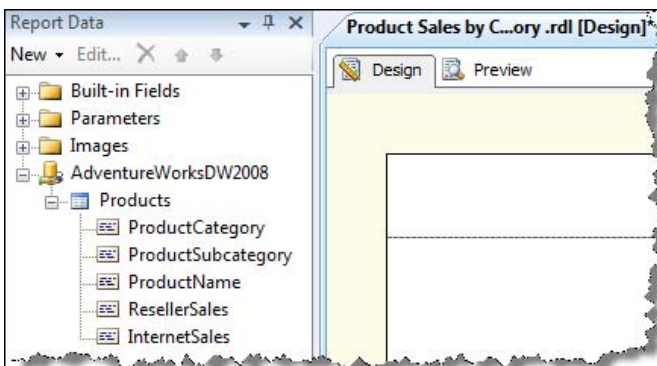 Report Data
Product Sales by C...ory .rdl [Design]*
New Edit...
Design Preview
Built-in Fields
Parameters
Images
AdventureWorksDW2008
Products
ProductCategory
ProductSubcategory
ProductName
ResellerSales
InternetSales